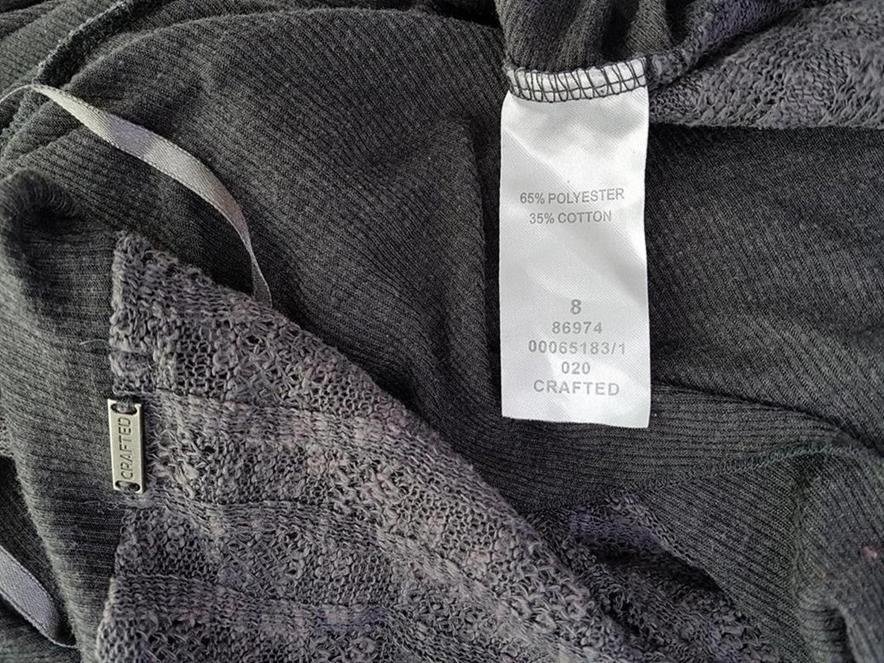 65% POLYESTER
35% COTTON
8
86974
00065183/1
020
CRAFTED
CRAFTED